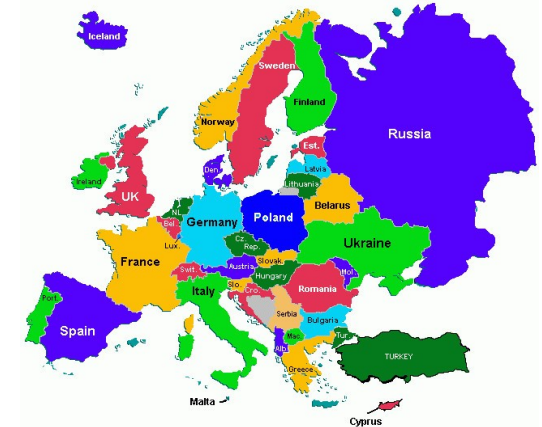 Iceland
Sweden
Finland
Norway
Russia
Est.
Den.
Latvia
Lithuania
Ireland
UK
Belarus
NL
Poland
Germany
Bel.
Cz.
Rep.
Ukraine
Lux.
France
Slovak.
Austria
Swit.
Mol.
Hungary
Slo.
Cro.
Romania
Italy
Port.
Spain
Serbia
Bulgaria
Mac.
Tur.
Alb.
TURKEY
Greece
Malta
Cyprus